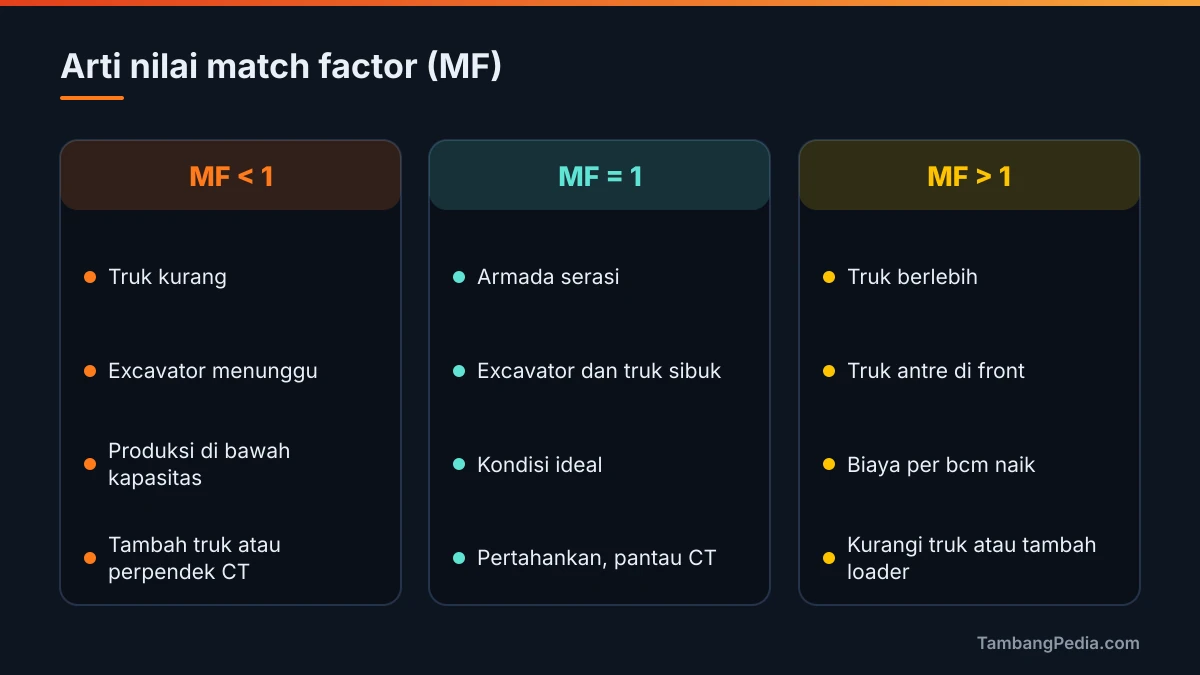 Arti nilai match factor (MF)
MF < 1
Truk kurang
Excavator menunggu
Produksi di bawah
kapasitas
Tambah truk atau
perpendek CT
MF = 1
Armada serasi
Excavator dan truk sibuk
Kondisi ideal
Pertahankan, pantau CT
MF > 1
Truk berlebih
Truk antre di front
Biaya per bcm naik
Kurangi truk atau tambah
loader
TambangPedia.com